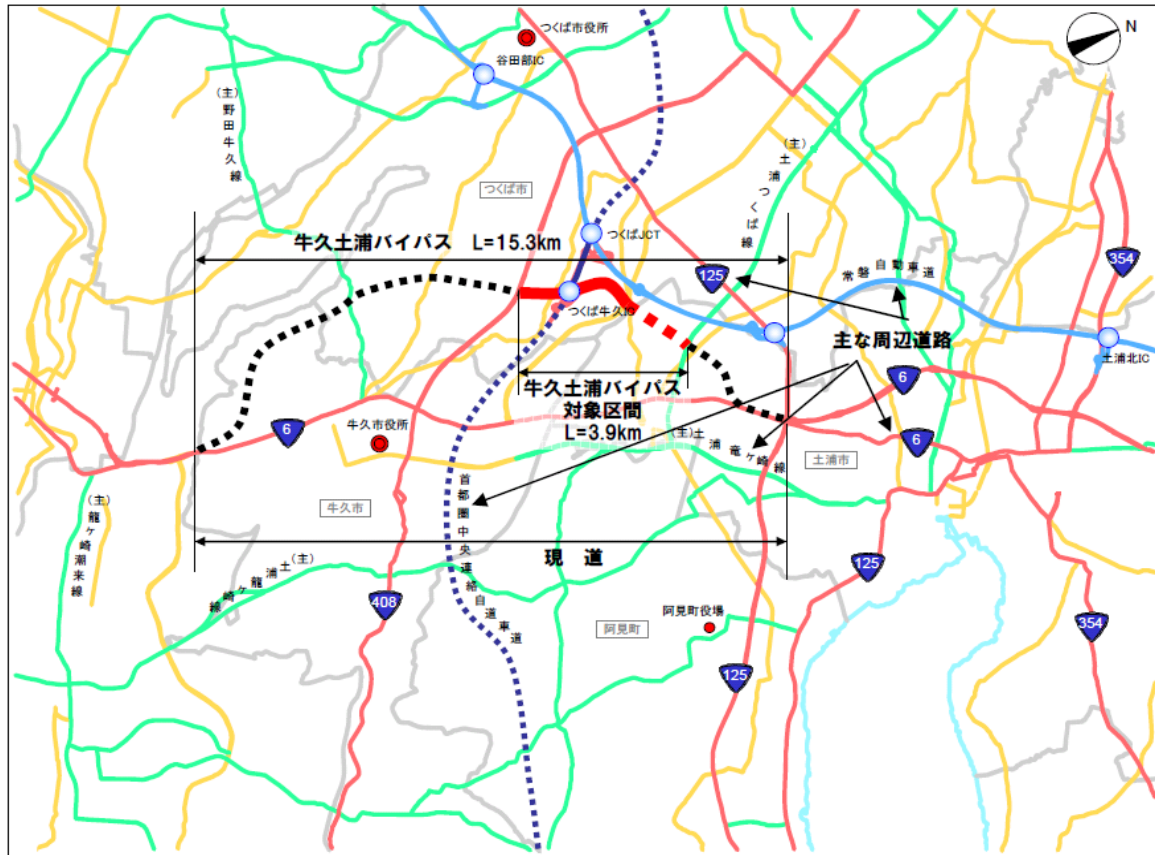 つくば市役所
N
谷田部IC
(主)野田牛久線
(主)土浦つくば線
つくば市
つくばJCT
牛久土浦バイパス L=15.3km
常磐自動車道
354
125
つくば牛久IC
主な周辺道路
土浦北IC
牛久土浦バイパス
対象区間
L=3.9km
6
6
牛久市役所
6
(主)土浦竜ヶ崎線
土浦市
首都圏中央連絡自道車道
牛久市
(主)龍ヶ崎潮来線
現道
125
(主)土浦龍ヶ崎線
408
阿見町役場
阿見町
354
125